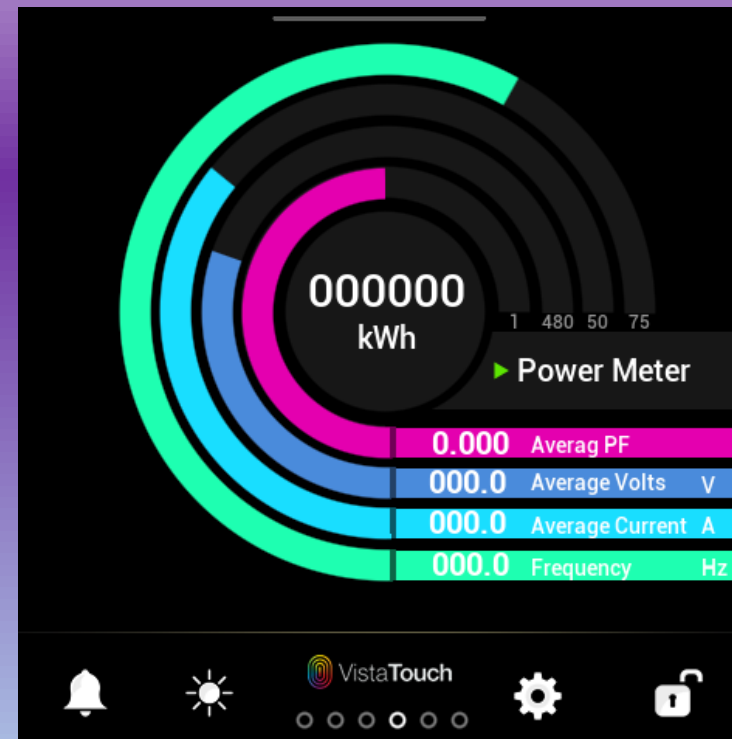 000000
kWh
1 480 50 75
Power Meter
0.000 Averag PF
000.0 Average Volts V
000.0 Average Current A
000.0 Frequency Hz
VistaTouch